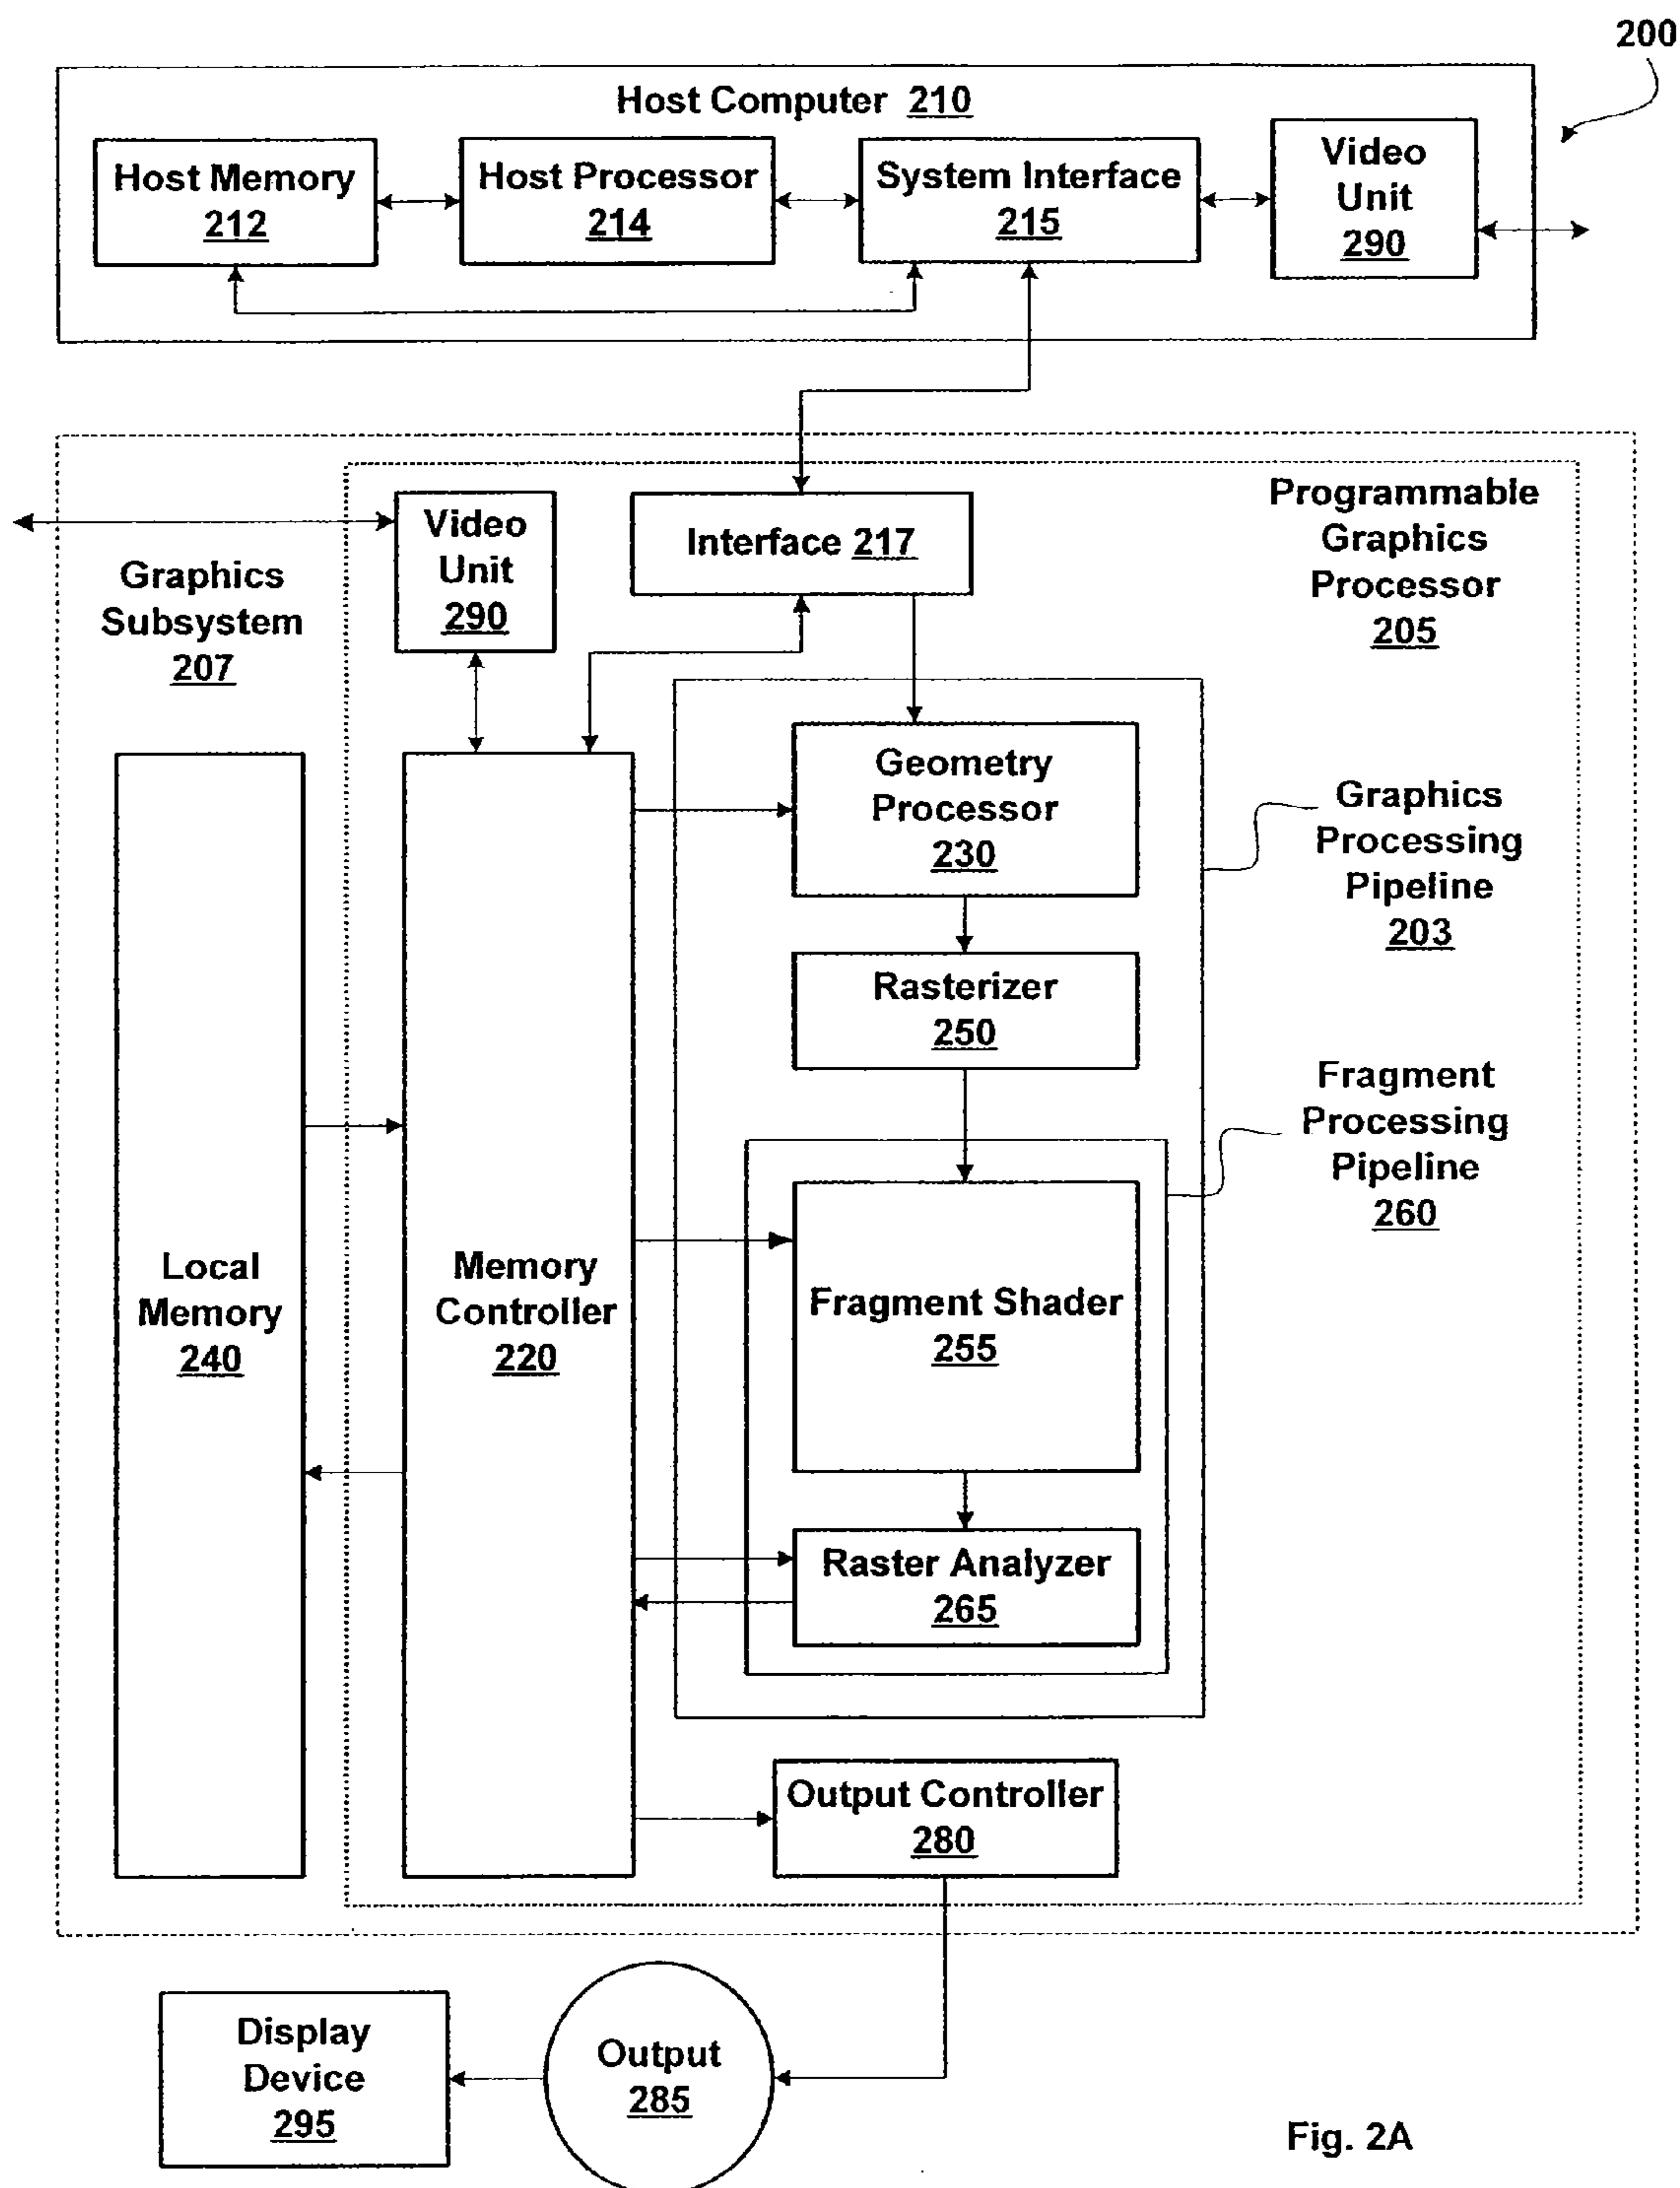 200
Host Computer 210
Host Memory
212
Host Processor
214
System Interface
215
Video
Unit
290
Programmable
Graphics
Processor
205
Video
Unit
290
Interface 217
Graphics
Subsystem
207
Geometry
Processor
230
Graphics
Processing
Pipeline
203
Rasterizer
250
Fragment
Processing
Pipeline
260
Local
Memory
240
Memory
Controller
220
Fragment Shader
255
Raster Analyzer
265
Output Controller
280
Display
Device
295
Output
285
Fig. 2A